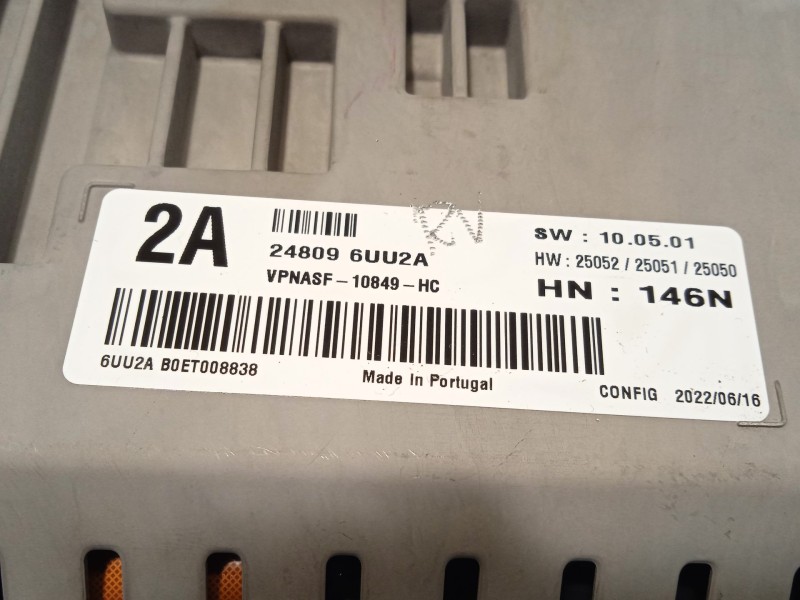 2A
24809 6UU2A
VPNASF-10849-HC
6UU2A B0ET008838
Made In Portugal
SW : 10.05.01
HW : 25052 / 25051 / 25050
HN : 146N
CONFIG 2022/06/16